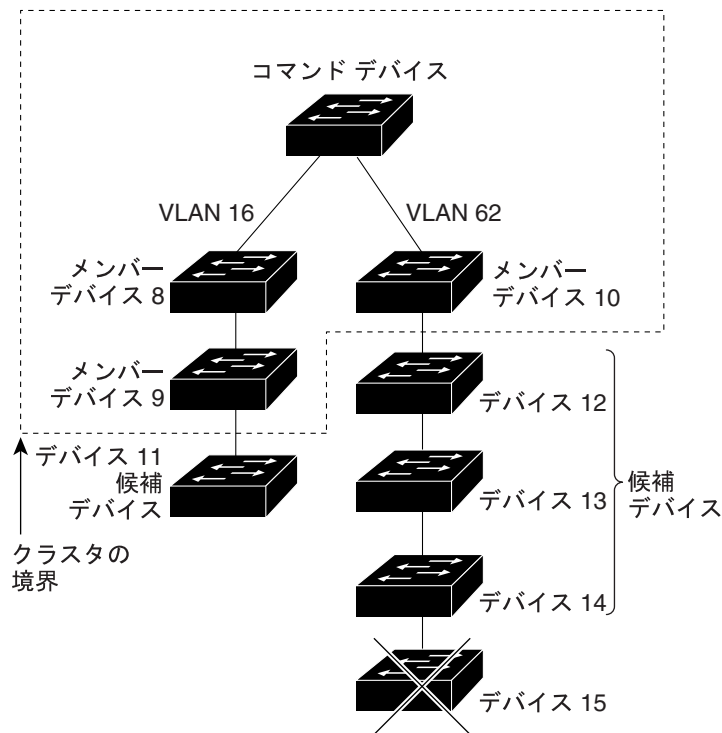 コマンド デバイス
VLAN 16
VLAN 62
メンバー
デバイス 8
メンバー
デバイス 10
メンバー
デバイス 9
デバイス 12
デバイス 11
候補
デバイス
デバイス 13
候補
デバイス
クラスタの
境界
デバイス 14
デバイス 15